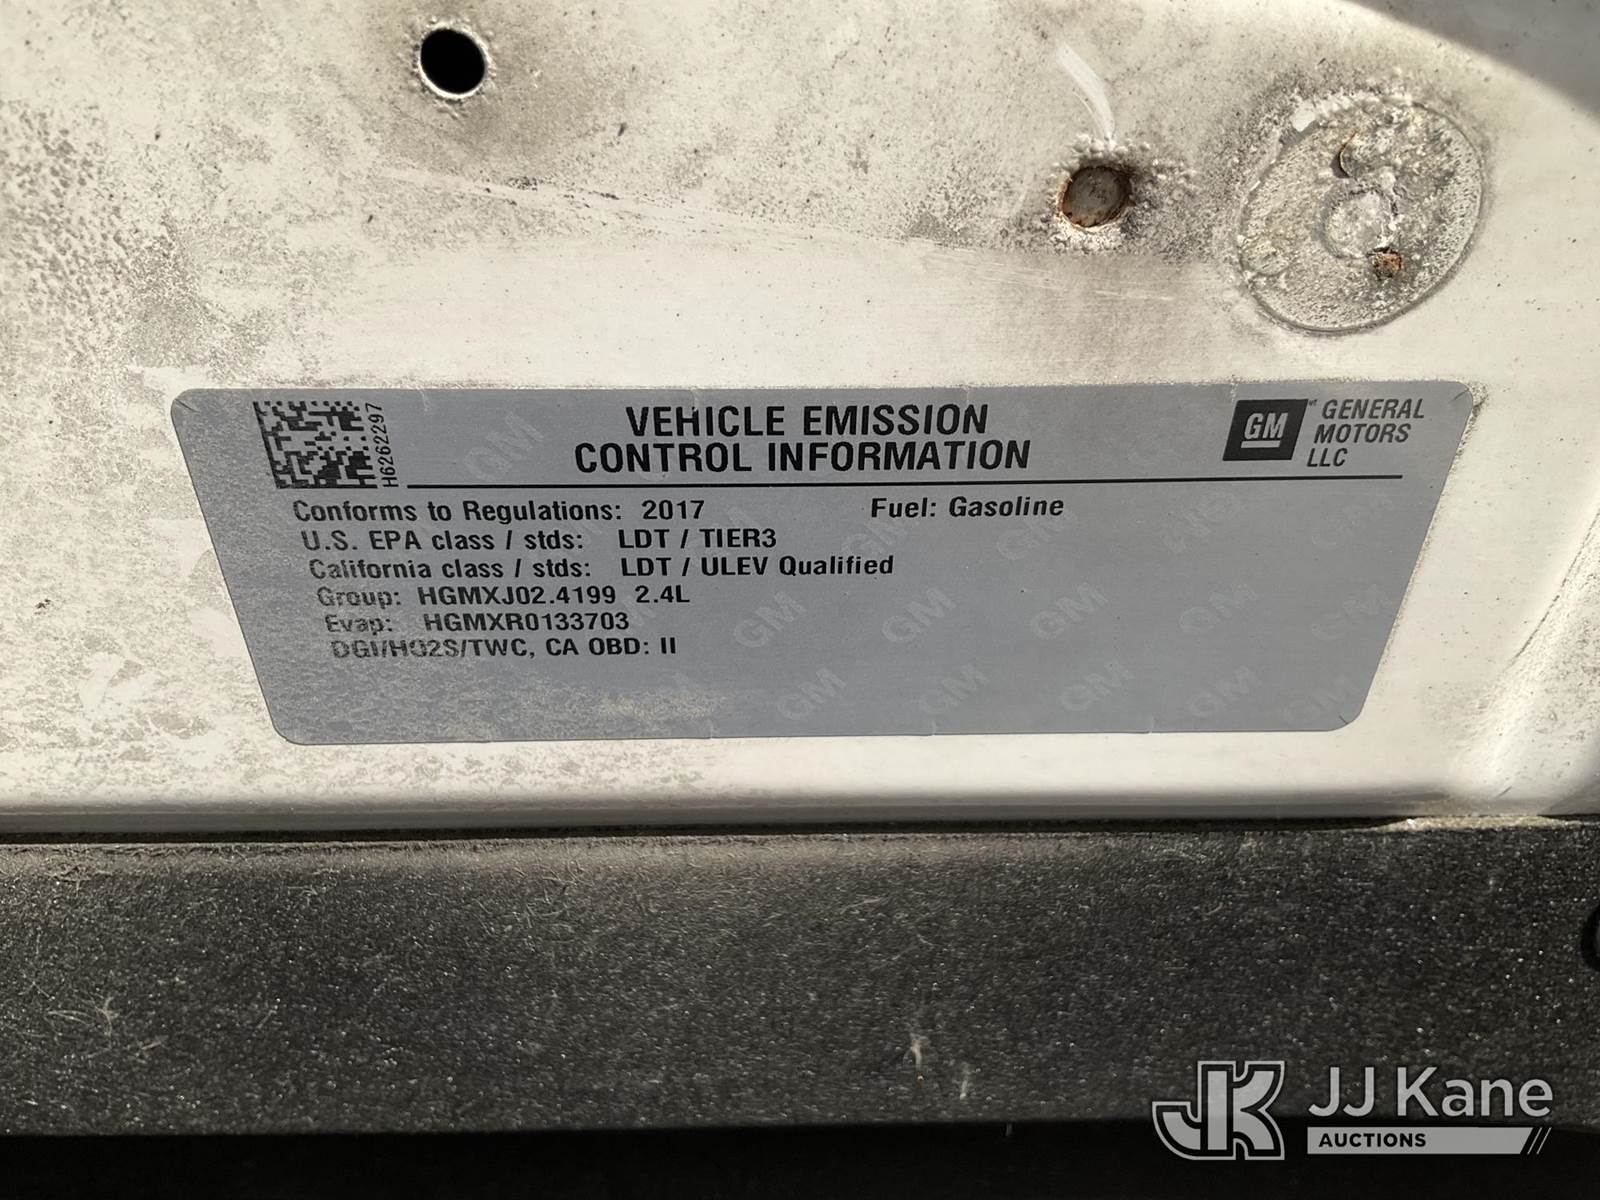 H6262297
VEHICLE EMISSION
CONTROL INFORMATION
GM
GENERAL
MOTORS
LLC
Conforms to Regulations: 2017 Fuel: Gasoline
U.S. EPA class / stds: LDT / TIER3
California class / stds: LDT / ULEV Qualified
Group: HGMXJ02.4199 2.4L
Evap: HGMXR0133703
DGI/HO2S/TWC, CA OBD: II
JK JJ Kane
AUCTIONS